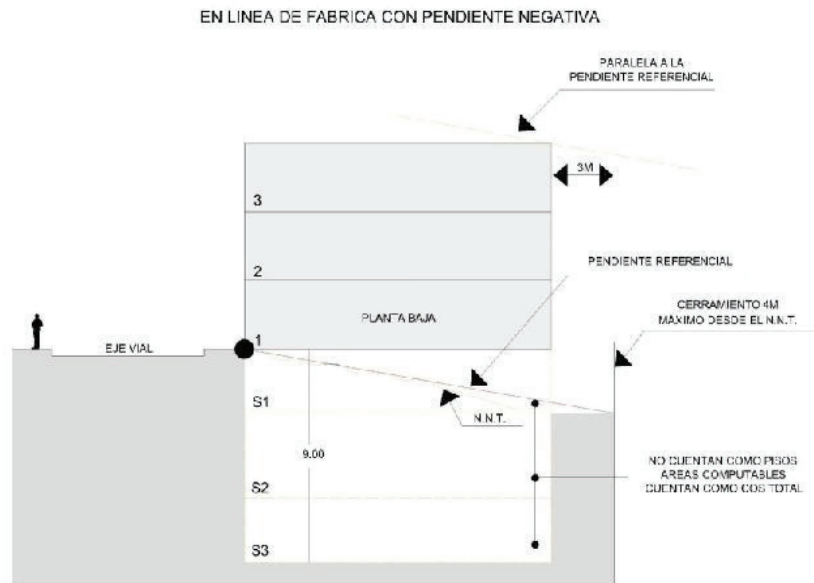 EN LINEA DE FABRICA CON PENDIENTE NEGATIVA
PARALELA A LA
PENDIENTE REFERENCIAL
3M
3
2
PENDIENTE REFERENCIAL
PLANTA BAJA
CERRAMIENTO 4M
MÁXIMO DESDE EL N.N.T.
1
EJE VIAL
S1
N.N.T.
9.00
NO CUENTAN COMO PISOS
AREAS COMPUTABLES
CUENTAN COMO COS TOTAL
S2
S3